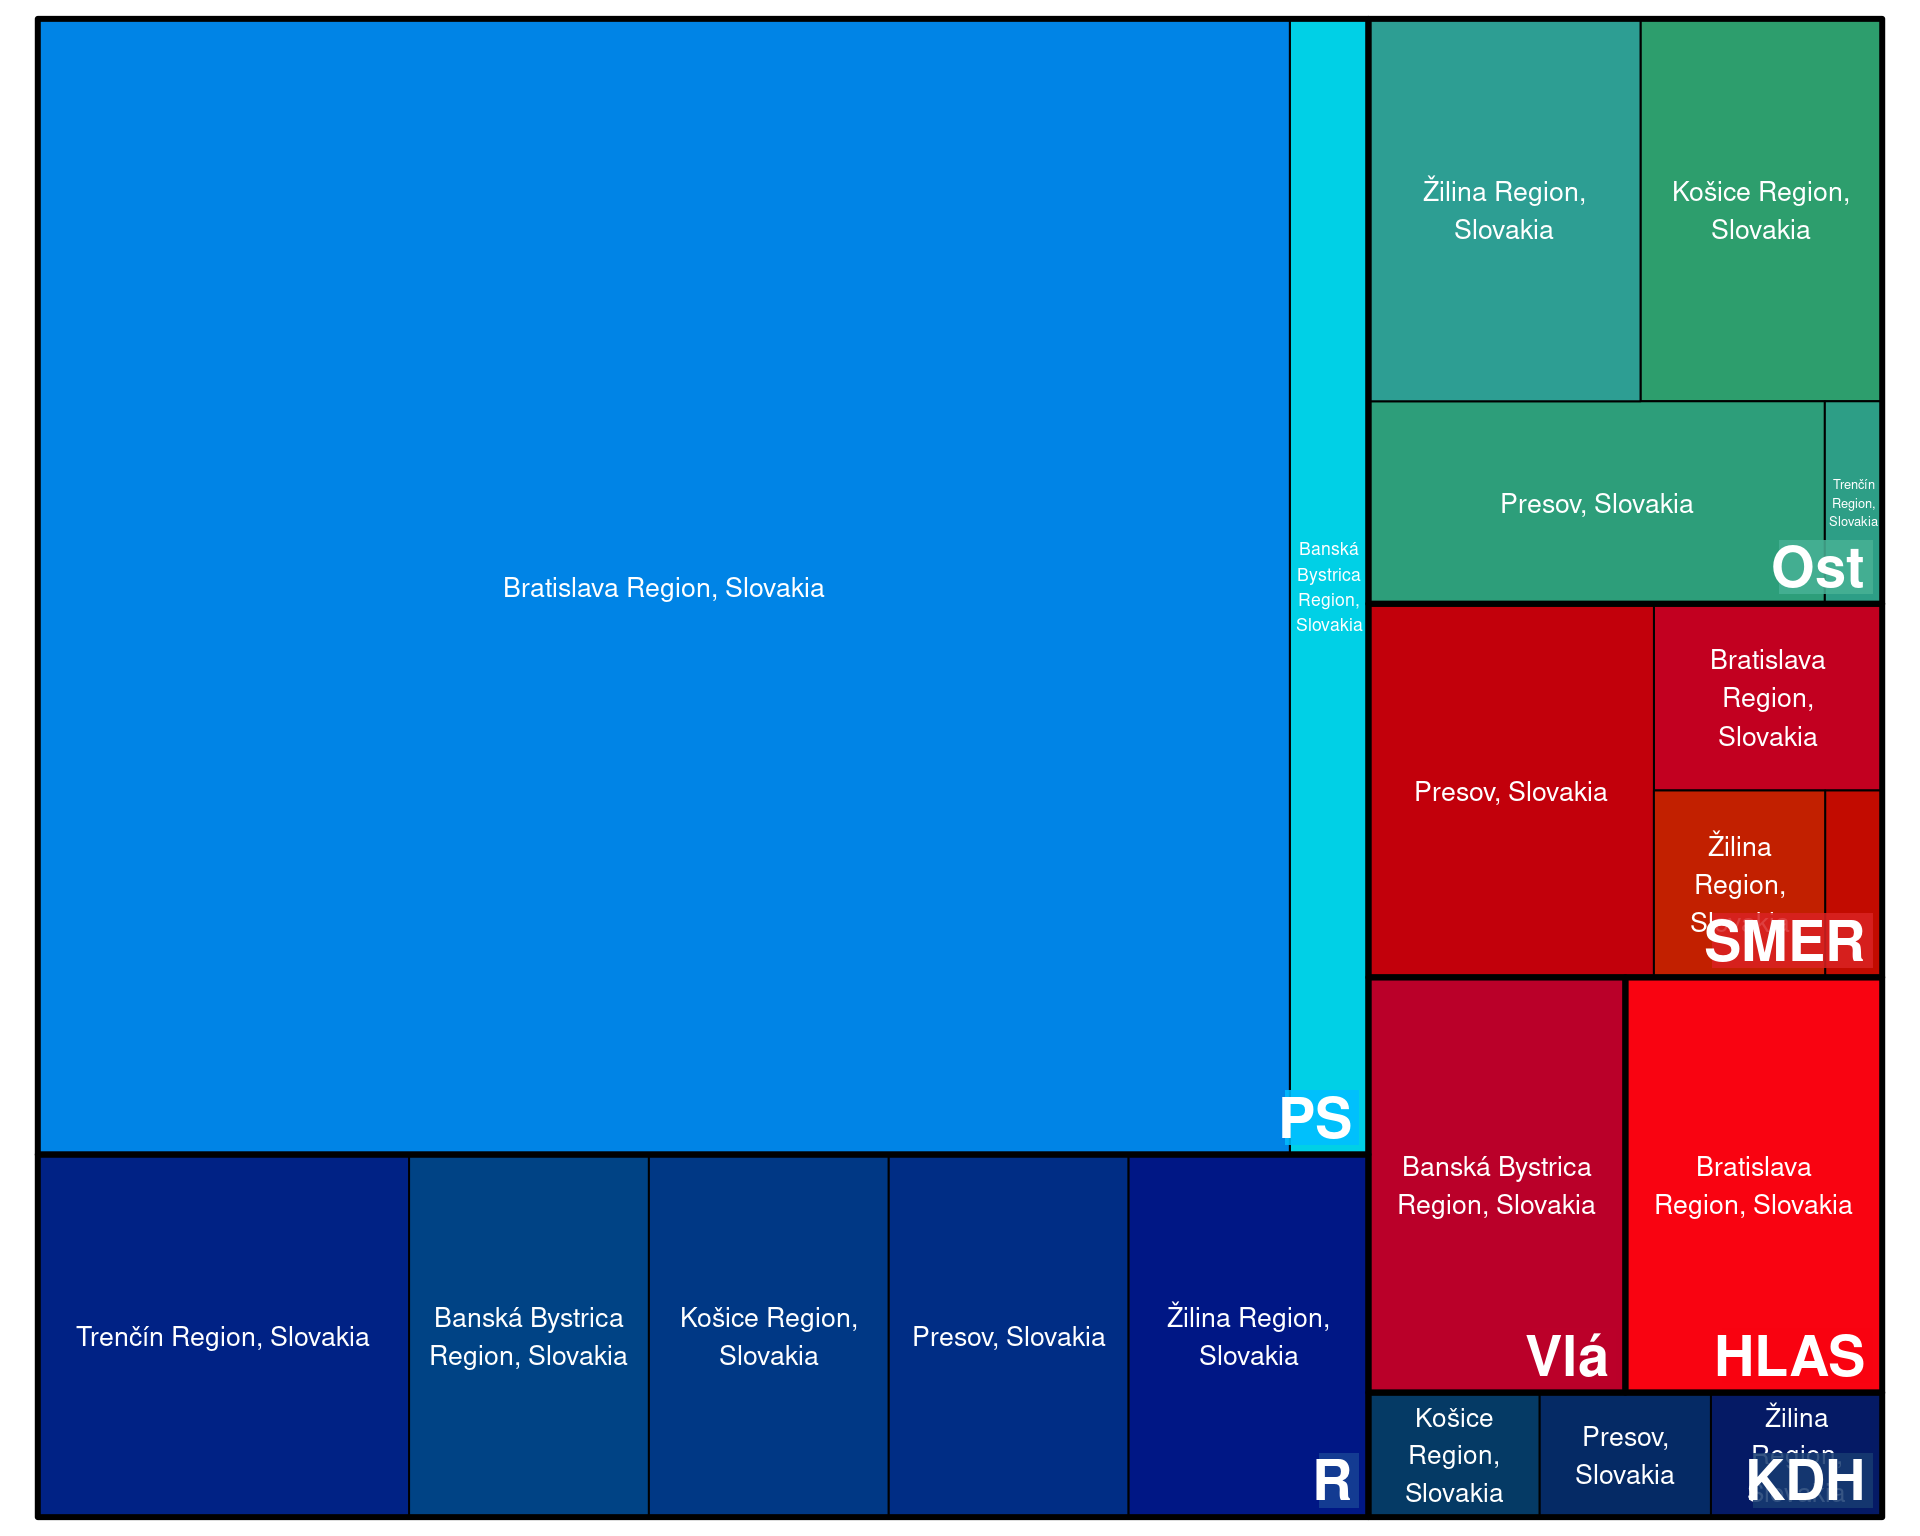 Bratislava Region, Slovakia
Banská
Bystrica
Region,
Slovakia
PS
Trenčín Region, Slovakia
Banská Bystrica
Region, Slovakia
Košice Region,
Slovakia
Presov, Slovakia
Žilina Region,
Slovakia
R
Žilina Region,
Slovakia
Košice Region,
Slovakia
Presov, Slovakia
Trenčín
Region,
Slovakia
Ost
Presov, Slovakia
Bratislava
Region,
Slovakia
Žilina
Region,
Slovakia
SMER
Banská Bystrica
Region, Slovakia
Vlá
Bratislava
Region, Slovakia
HLAS
Košice
Region,
Slovakia
Presov,
Slovakia
Žilina
Region,
Slovakia
KDH